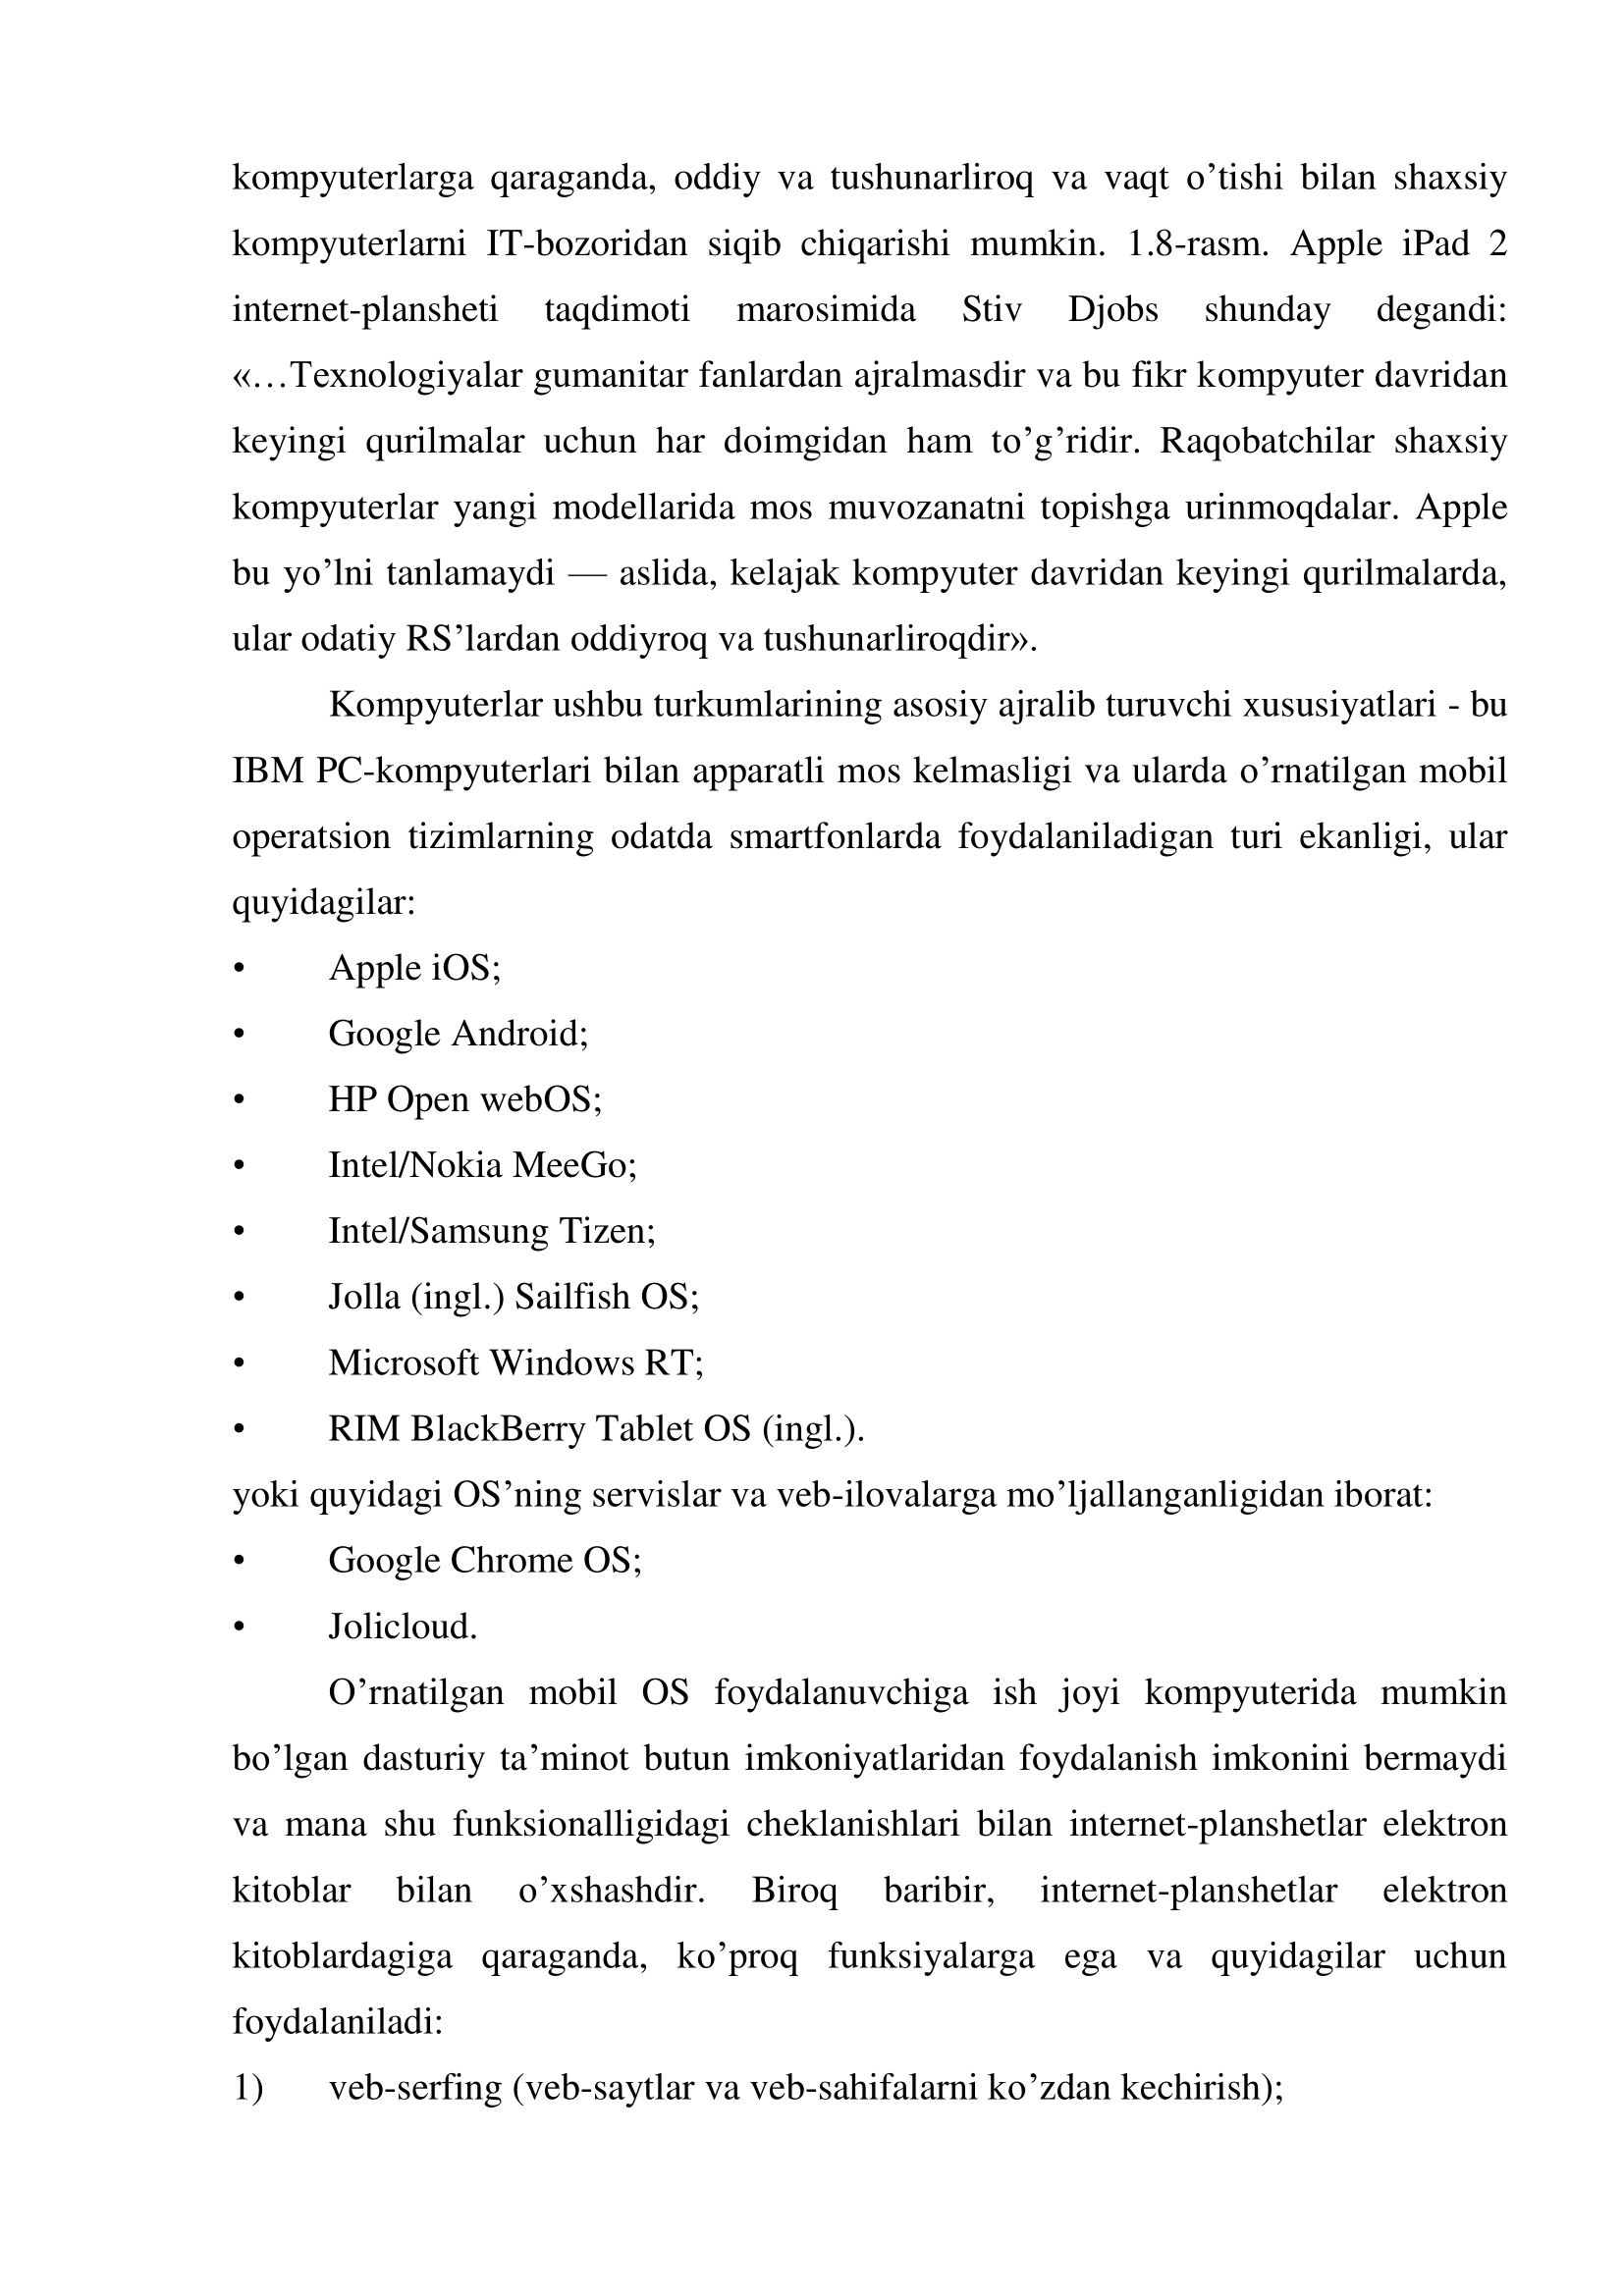 kompyuterlarga qaraganda, oddiy va tushunarliroq va vaqt o’tishi bilan shaxsiy
kompyuterlarni IT-bozoridan siqib chiqarishi mumkin. 1.8-rasm. Apple iPad 2
internet-plansheti taqdimoti marosimida Stiv Djobs shunday degandi:
«…Texnologiyalar gumanitar fanlardan ajralmasdir va bu fikr kompyuter davridan
keyingi qurilmalar uchun har doimgidan ham to’g’ridir. Raqobatchilar shaxsiy
kompyuterlar yangi modellarida mos muvozanatni topishga urinmoqdalar. Apple
bu yo’lni tanlamaydi — aslida, kelajak kompyuter davridan keyingi qurilmalarda,
ular odatiy RS’lardan oddiyroq va tushunarliroqdir».
Kompyuterlar ushbu turkumlarining asosiy ajralib turuvchi xususiyatlari - bu
IBM PC-kompyuterlari bilan apparatli mos kelmasligi va ularda o’rnatilgan mobil
operatsion tizimlarning odatda smartfonlarda foydalaniladigan turi ekanligi, ular
quyidagilar:
• Apple iOS;
• Google Android;
• HP Open webOS;
• Intel/Nokia MeeGo;
• Intel/Samsung Tizen;
• Jolla (ingl.) Sailfish OS;
• Microsoft Windows RT;
• RIM BlackBerry Tablet OS (ingl.).
yoki quyidagi OS’ning servislar va veb-ilovalarga mo’ljallanganligidan iborat:
• Google Chrome OS;
• Jolicloud.
O’rnatilgan mobil OS foydalanuvchiga ish joyi kompyuterida mumkin
bo’lgan dasturiy ta’minot butun imkoniyatlaridan foydalanish imkonini bermaydi
va mana shu funksionalligidagi cheklanishlari bilan internet-planshetlar elektron
kitoblar bilan o’xshashdir. Biroq baribir, internet-planshetlar elektron
kitoblardagiga qaraganda, ko’proq funksiyalarga ega va quyidagilar uchun
foydalaniladi:
1) veb-serfing (veb-saytlar va veb-sahifalarni ko’zdan kechirish);